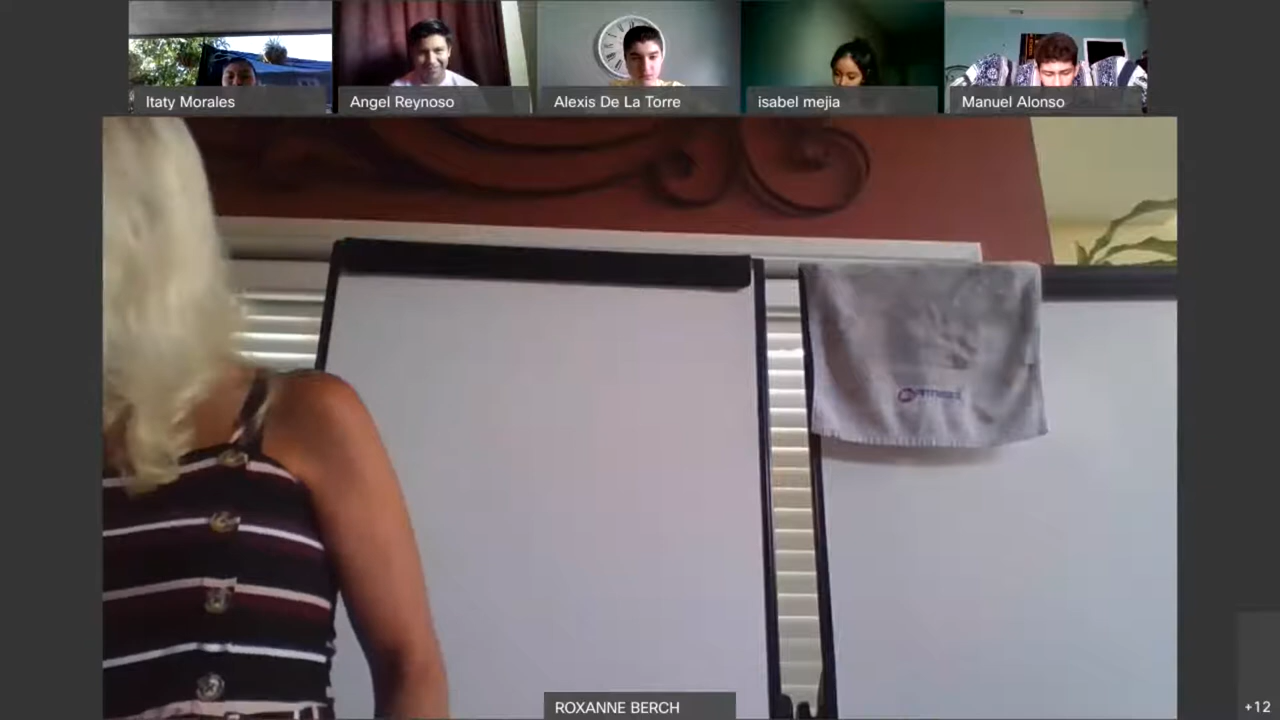 Itaty Morales
Angel Reynoso
Alexis De La Torre
isabel mejia
Manuel Alonso
ROXANNE BERCH
+12